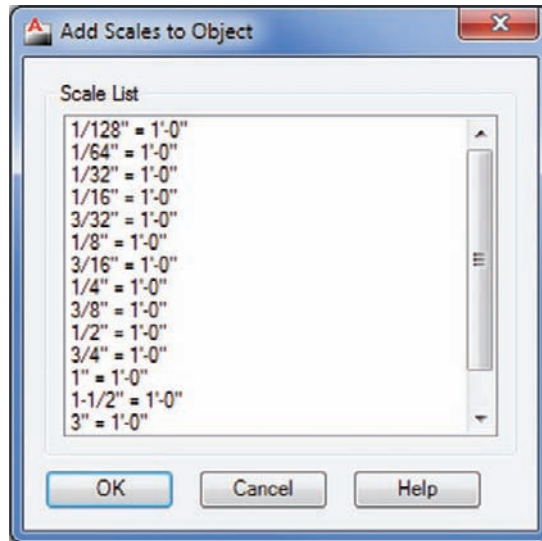 Add Scales to Object
Scale List
1/128" = 1'-0"
1/64" = 1'-0"
1/32" = 1'-0"
1/16" = 1'-0"
3/32" = 1'-0"
1/8" = 1'-0"
3/16" = 1'-0"
1/4" = 1'-0"
3/8" = 1'-0"
1/2" = 1'-0"
3/4" = 1'-0"
1" = 1'-0"
1-1/2" = 1'-0"
3" = 1'-0"
OK Cancel Help